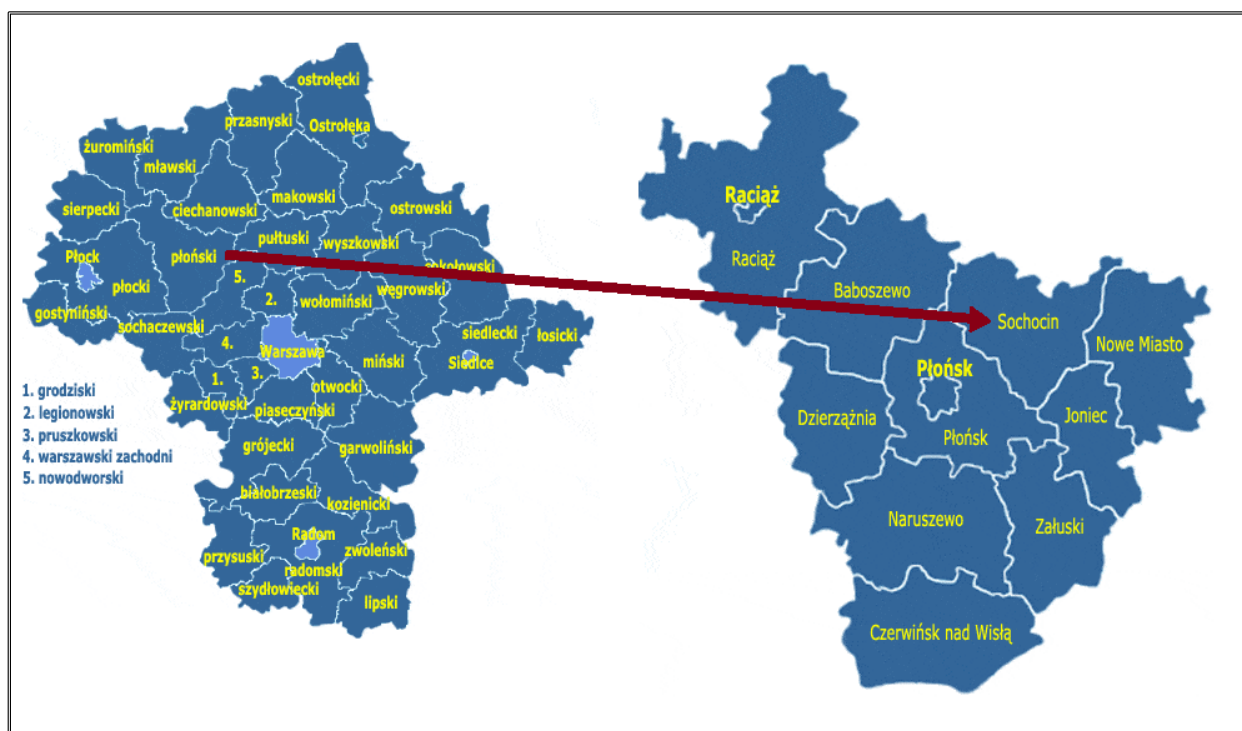 ostrołęcki
przasnyski
Ostrołęka
żuromiński
mławski
makowski
sierpecki
ciechanowski
ostrowski
pułtuski
wyszkowski
Płock
płoński
5.
węgrowski
płocki
2.
wołomiński
gostyniński
sochaczewski
siedlecki
łosicki
4.
Warszawa
miński
Siedlce
1.
3.
otwocki
żyrardowski
piaseczyński
grójecki
garwoliński
białobrzeski
kozienicki
Radom
przysuski
zwoleński
radomski
szydłowiecki
lipski
1. grodziski
2. legionowski
3. pruszkowski
4. warszawski zachodni
5. nowodworski
Raciąż
Raciąż
Baboszewo
Sochocin
Nowe Miasto
Płońsk
Dzierzążnia
Joniec
Płońsk
Naruszewo
Załuski
Czerwińsk nad Wisłą